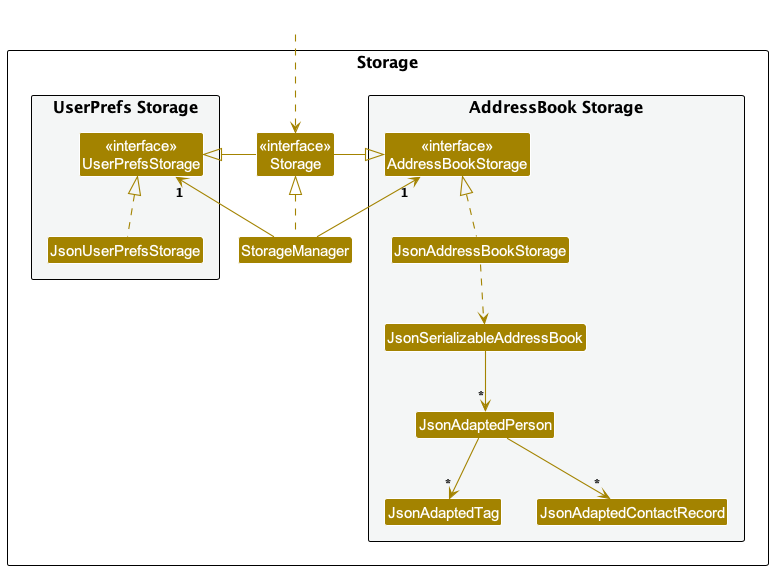 Storage
UserPrefs Storage
AddressBook Storage
«interface»
UserPrefsStorage
«interface»
Storage
«interface»
AddressBookStorage
1
1
JsonUserPrefsStorage
StorageManager
JsonAddressBookStorage
JsonSerializableAddressBook
*
JsonAdaptedPerson
*
*
JsonAdaptedTag
JsonAdaptedContactRecord